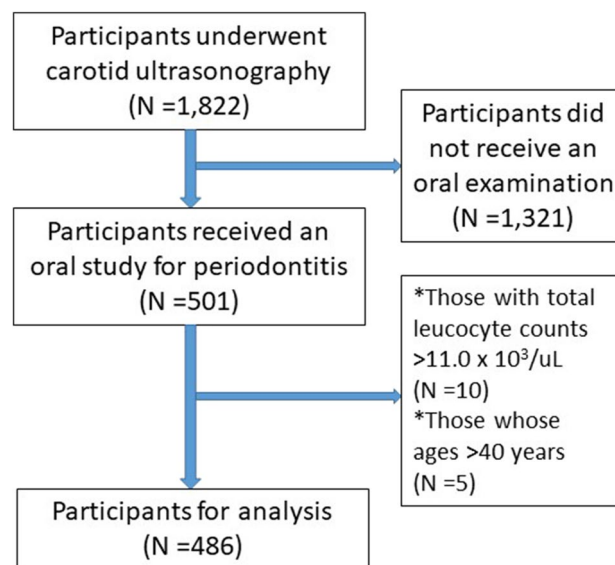 Participants underwent
carotid ultrasonography
(N =1,822)
Participants did
not receive an
oral examination
(N =1,321)
Participants received an
oral study for periodontitis
(N =501)
*Those with total
leucocyte counts
>11.0 x 10³/uL
(N =10)
*Those whose
ages >40 years
(N =5)
Participants for analysis
(N =486)